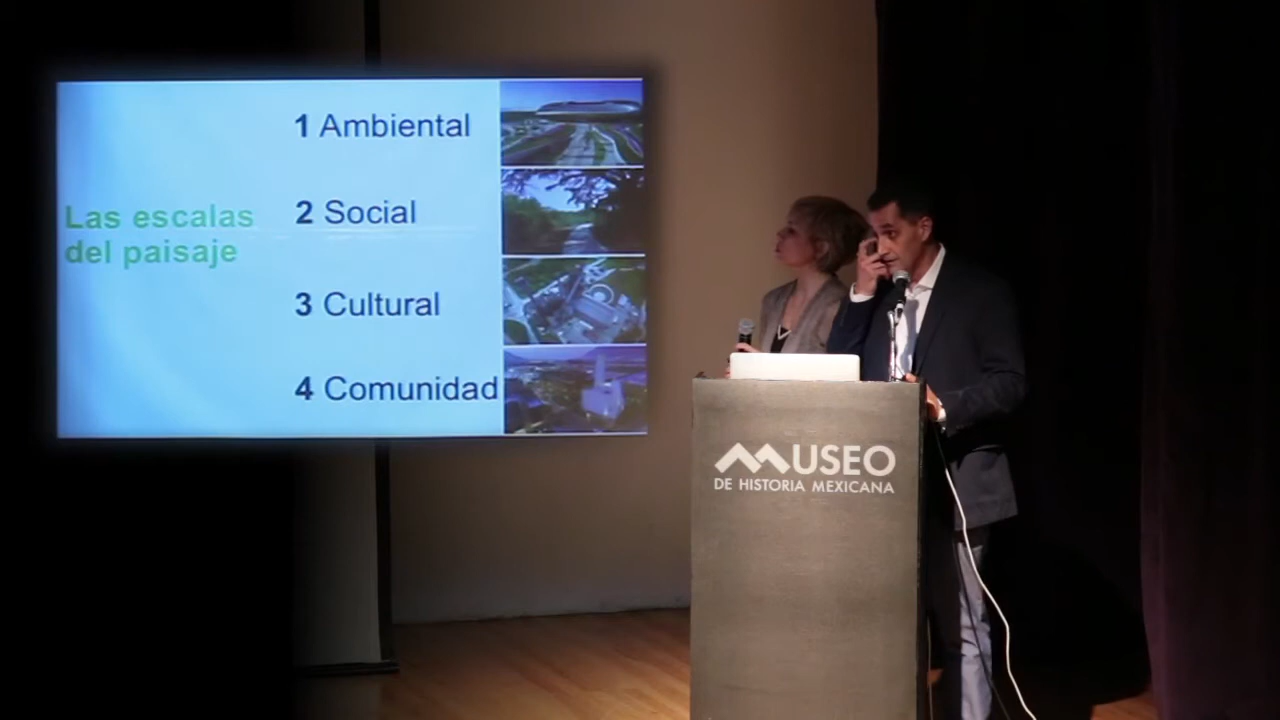 Las escalas
del paisaje
1 Ambiental
2 Social
3 Cultural
4 Comunidad
MUSEO
DE HISTORIA MEXICANA